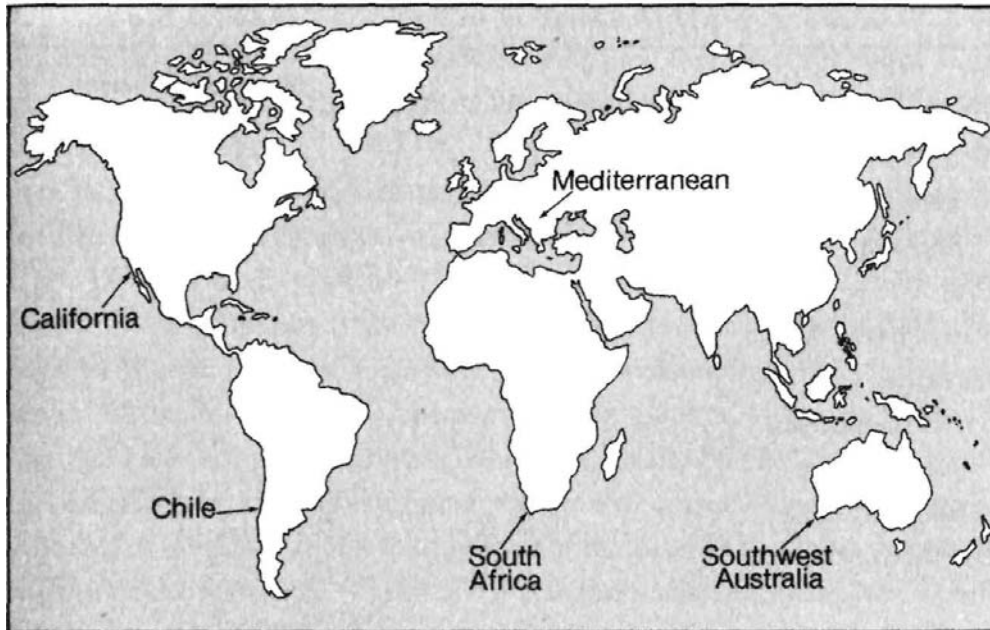 Mediterranean
California
Chile
South
Africa
Southwest
Australia